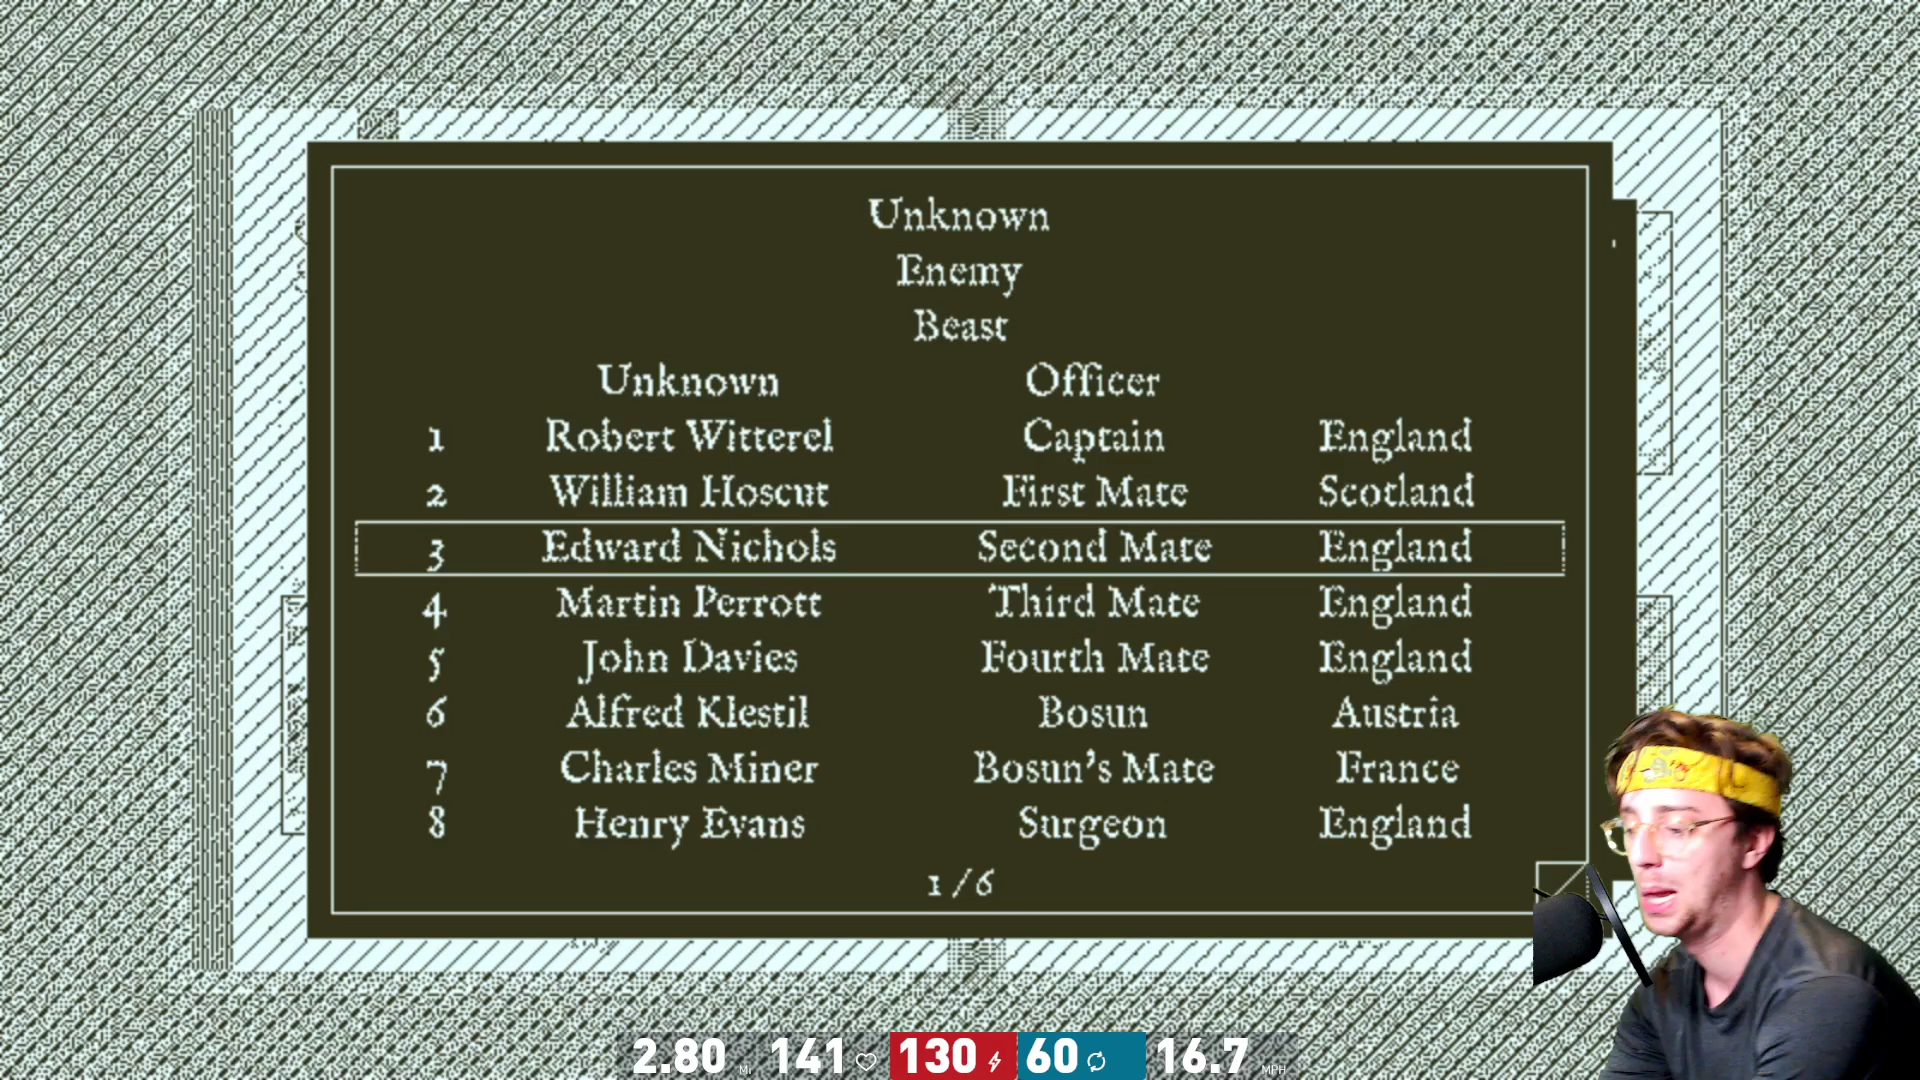 Unknown
Enemy
Beast
Unknown Officer
1 Robert Witterel Captain England
2 William Hoscut First Mate Scotland
3 Edward Nichols Second Mate England
4 Martin Perrott Third Mate England
5 John Davies Fourth Mate England
6 Alfred Klestil Bosun Austria
7 Charles Miner Bosun's Mate France
8 Henry Evans Surgeon England
1 / 6
2.80 MI 141 130 60 16.7 MPH